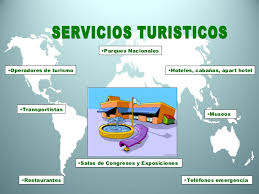 SERVICIOS TURISTICOS
•Parques Nacionales
•Operadores de turismo
•Hoteles, cabañas, apart hotel
•Transportistas
•Museos
•Salas de Congresos y Exposiciones
•Restaurantes
•Teléfonos emergencia